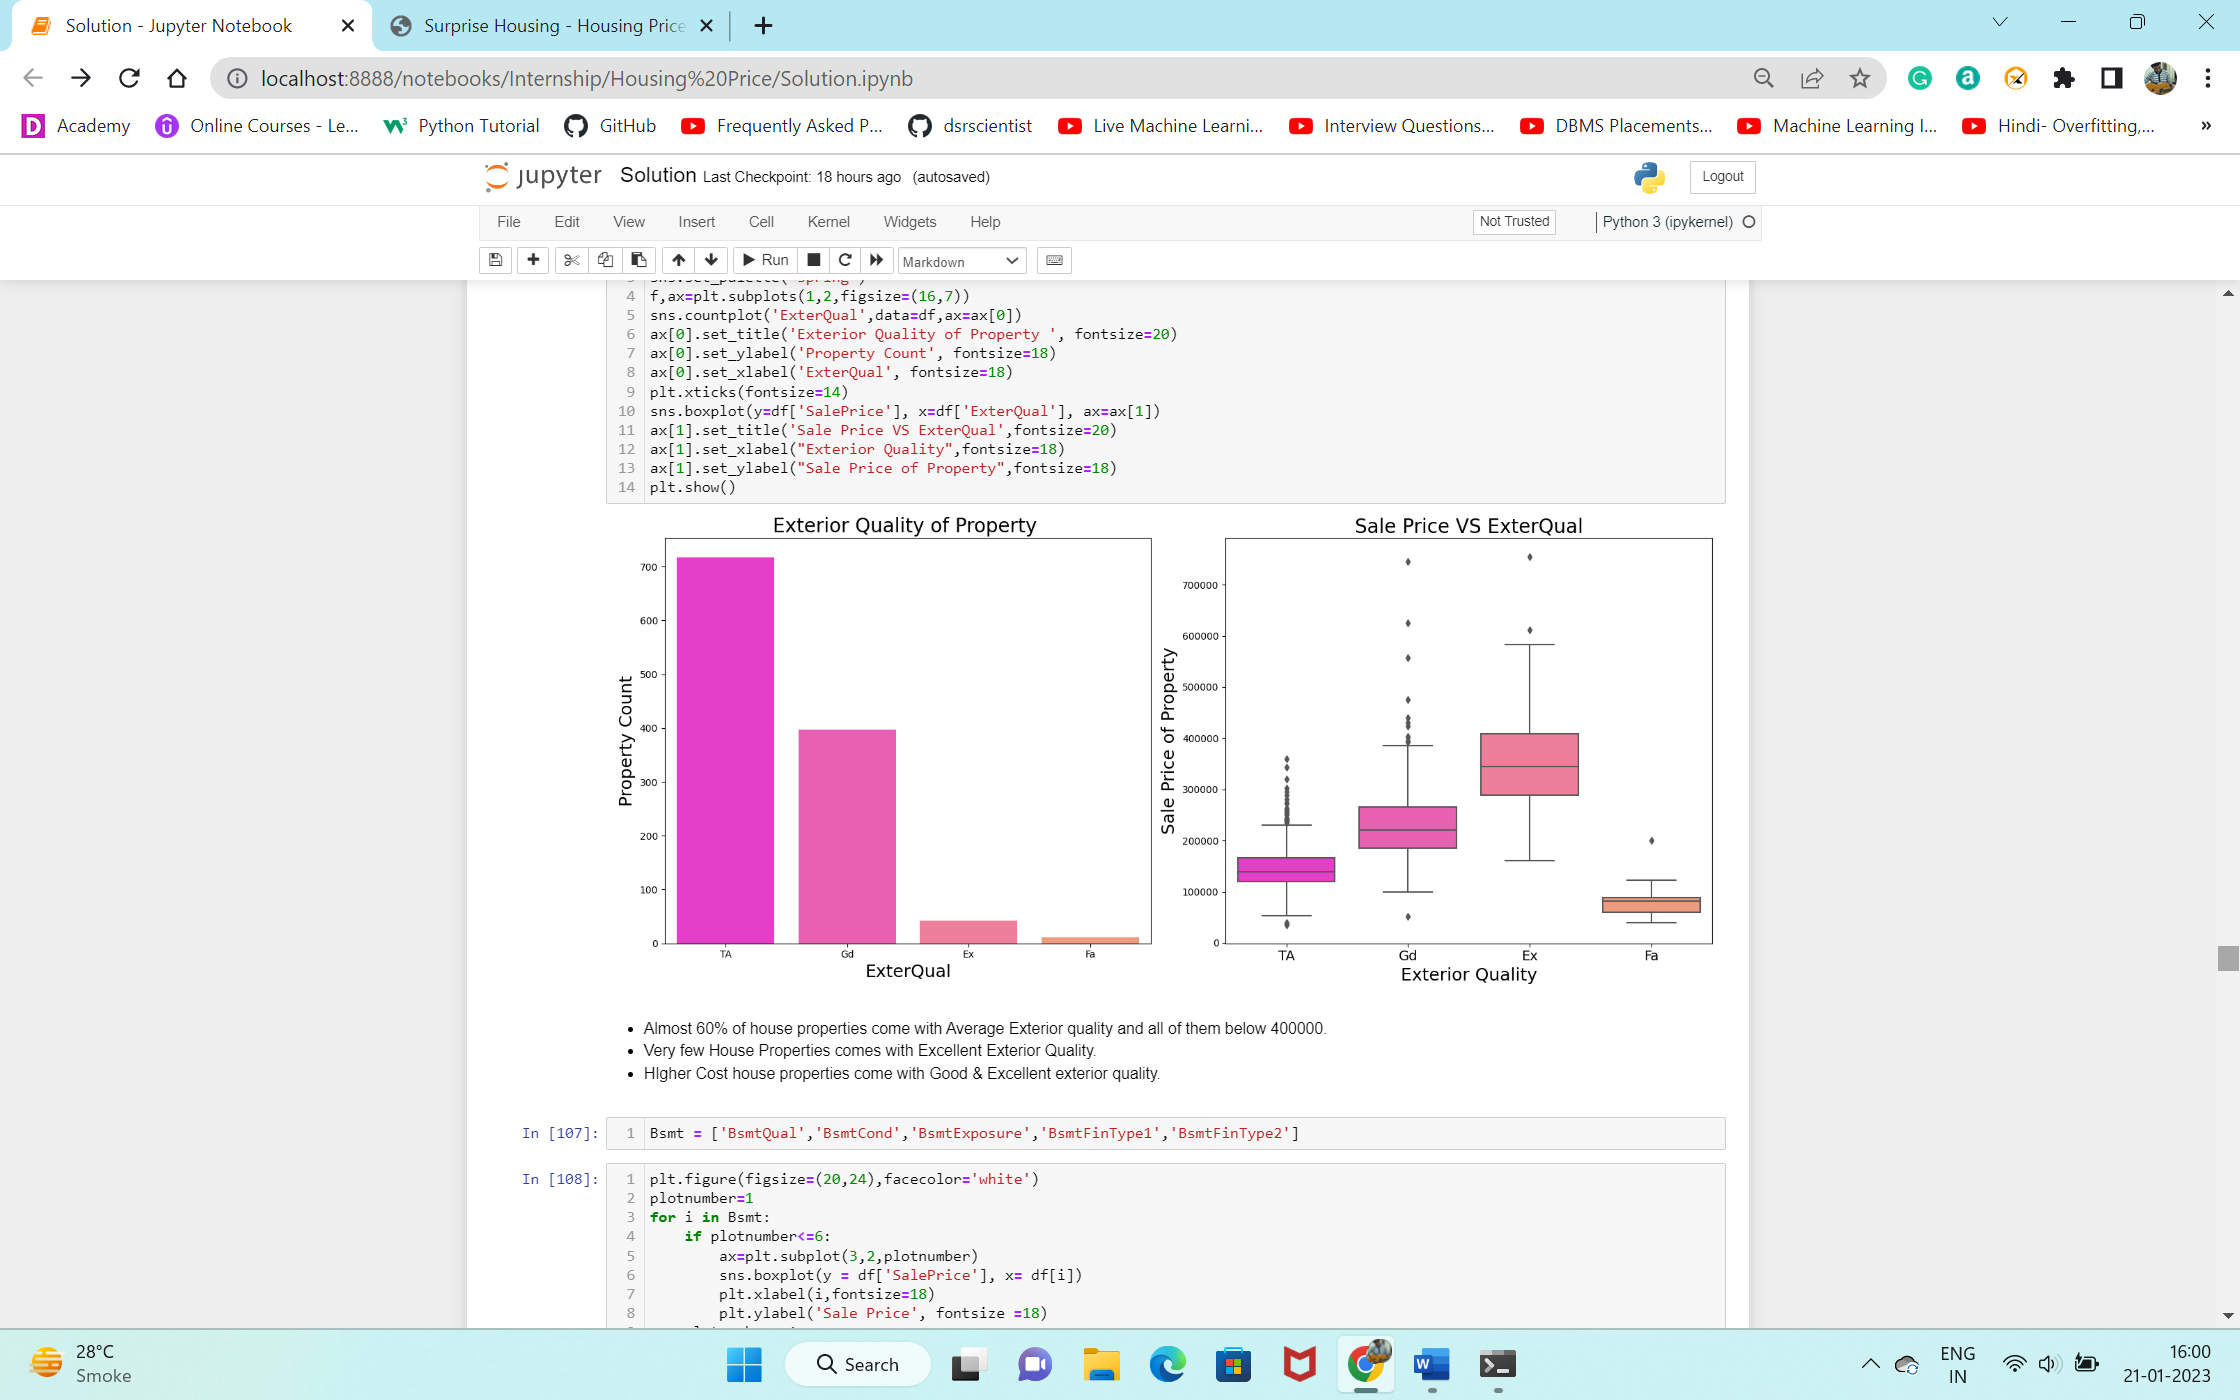 Solution - Jupyter Notebook
Surprise Housing - Housing Price
localhost:8888/notebooks/Internship/Housing%20Price/Solution.ipynb
Academy
Online Courses - Le...
Python Tutorial
GitHub
Frequently Asked P...
dsrscientist
Live Machine Learni...
Interview Questions...
DBMS Placements...
Machine Learning I...
Hindi- Overfitting,...
»
jupyter Solution Last Checkpoint: 18 hours ago (autosaved)
Logout
File Edit View Insert Cell Kernel Widgets Help
Not Trusted
Python 3 (ipykernel)
Run
Markdown
4 f,ax=plt.subplots(1,2,figsize=(16,7))
5 sns.countplot('ExterQual',data=df,ax=ax[0])
6 ax[0].set_title('Exterior Quality of Property ', fontsize=20)
7 ax[0].set_ylabel('Property Count', fontsize=18)
8 ax[0].set_xlabel('ExterQual', fontsize=18)
9 plt.xticks(fontsize=14)
10 sns.boxplot(y=df['SalePrice'], x=df['ExterQual'], ax=ax[1])
11 ax[1].set_title('Sale Price VS ExterQual',fontsize=20)
12 ax[1].set_xlabel("Exterior Quality",fontsize=18)
13 ax[1].set_ylabel("Sale Price of Property",fontsize=18)
14 plt.show()
Exterior Quality of Property
700
600
500
400
300
200
100
0
Property Count
TA Gd Ex Fa
ExterQual
Sale Price VS ExterQual
700000
600000
500000
400000
300000
200000
100000
0
Sale Price of Property
TA Gd Ex Fa
Exterior Quality
• Almost 60% of house properties come with Average Exterior quality and all of them below 400000.
• Very few House Properties comes with Excellent Exterior Quality.
• HIgher Cost house properties come with Good & Excellent exterior quality.
In [107]:
1 Bsmt = ['BsmtQual','BsmtCond','BsmtExposure','BsmtFinType1','BsmtFinType2']
In [108]:
1 plt.figure(figsize=(20,24),facecolor='white')
2 plotnumber=1
3 for i in Bsmt:
4     if plotnumber<=6:
5         ax=plt.subplot(3,2,plotnumber)
6         sns.boxplot(y = df['SalePrice'], x= df[i])
7         plt.xlabel(i,fontsize=18)
8         plt.ylabel('Sale Price', fontsize =18)
28°C
Smoke
Search
ENG
IN
16:00
21-01-2023